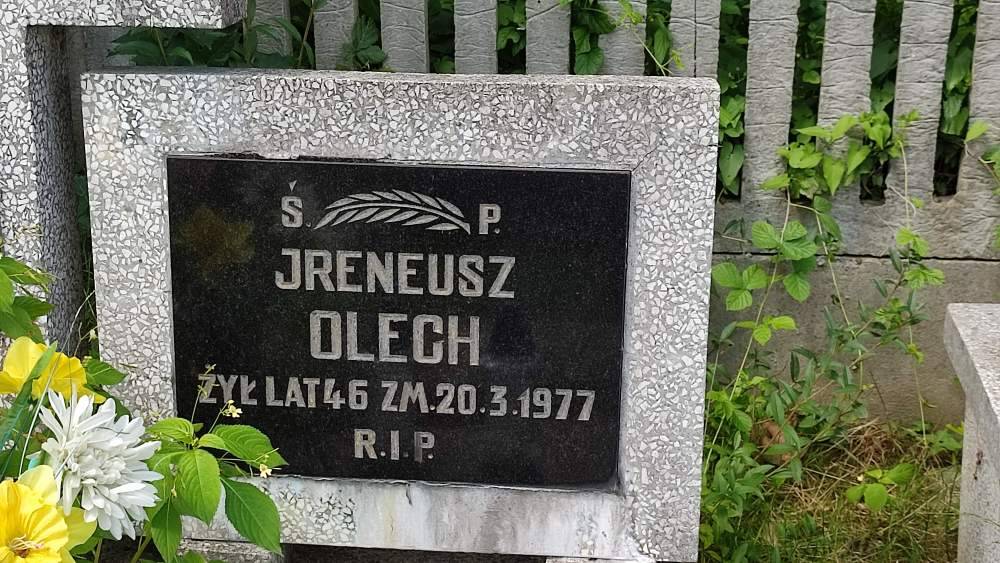 Ś. P.
JRENEUSZ
OLECH
ŻYŁ LAT 46 ZM. 20.3.1977
R.I.P.